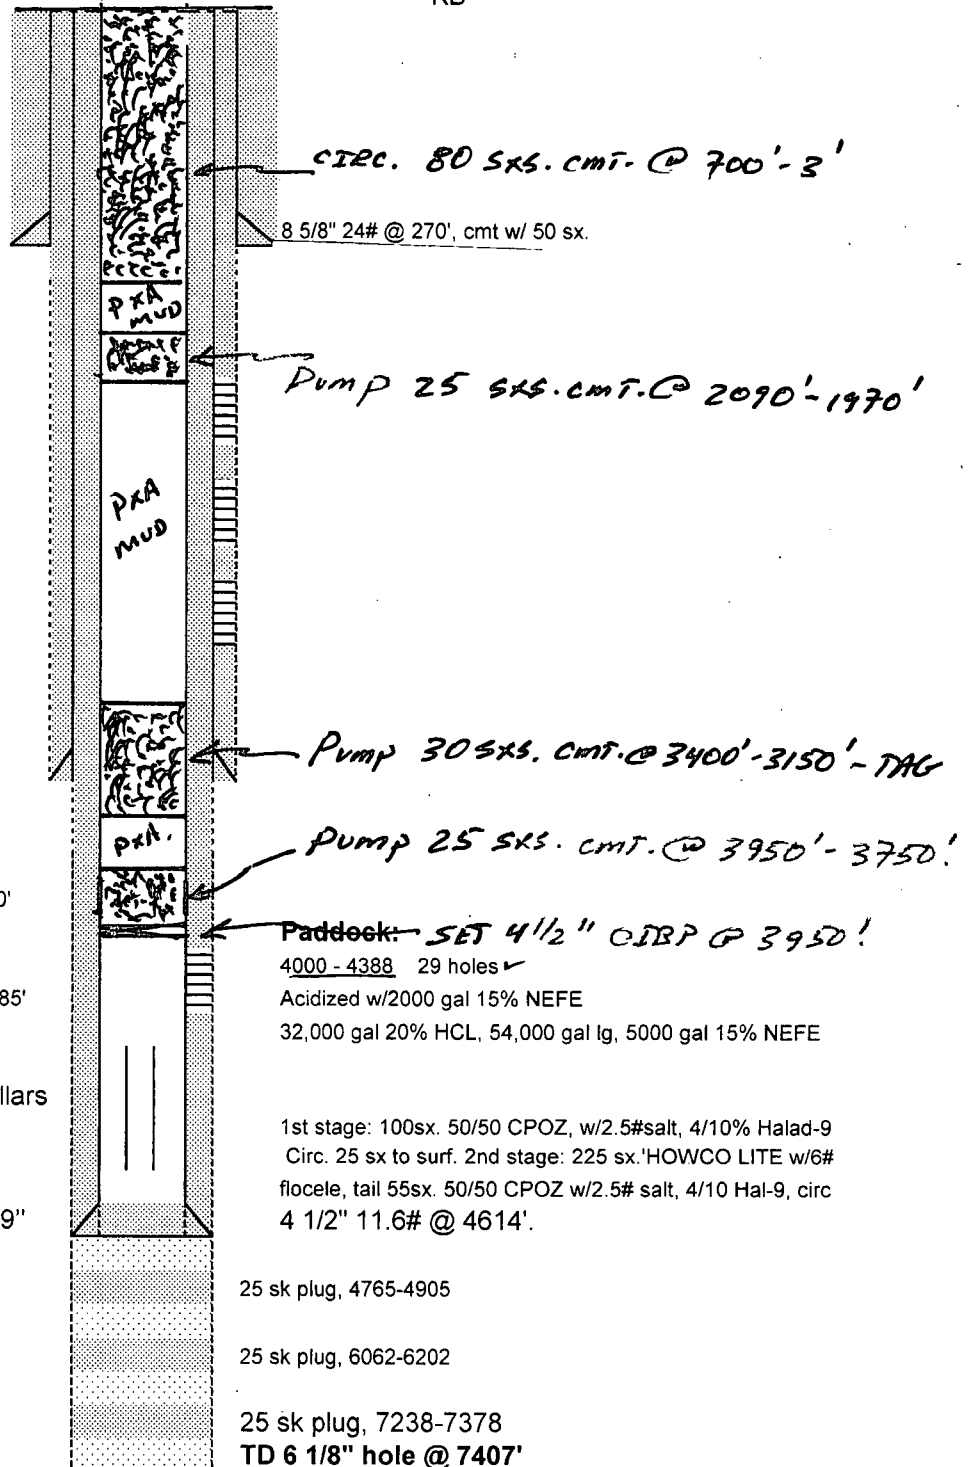 KB
CIRC. 80 SXS. CMT. @ 700'-3'
8 5/8" 24# @ 270', cmt w/ 50 sx.
PXA
MUD
PUMP 25 SXS. CMT. @ 2090'-1970'
PXA
MUD
PUMP 30 SXS. CMT. @ 3400'-3150' - TAG
PXA.
PUMP 25 SXS. CMT. @ 3950'-3750'.
0'
Paddock: SET 4 1/2" CIBP @ 3950'.
4000 - 4388 29 holes ✓
85'
Acidized w/2000 gal 15% NEFE
32,000 gal 20% HCL, 54,000 gal lg, 5000 gal 15% NEFE
llars
1st stage: 100sx. 50/50 CPOZ, w/2.5#salt, 4/10% Halad-9
Circ. 25 sx to surf. 2nd stage: 225 sx.'HOWCO LITE w/6#
flocele, tail 55sx. 50/50 CPOZ w/2.5# salt, 4/10 Hal-9, circ
9"
4 1/2" 11.6# @ 4614'.
25 sk plug, 4765-4905
25 sk plug, 6062-6202
25 sk plug, 7238-7378
TD 6 1/8" hole @ 7407'